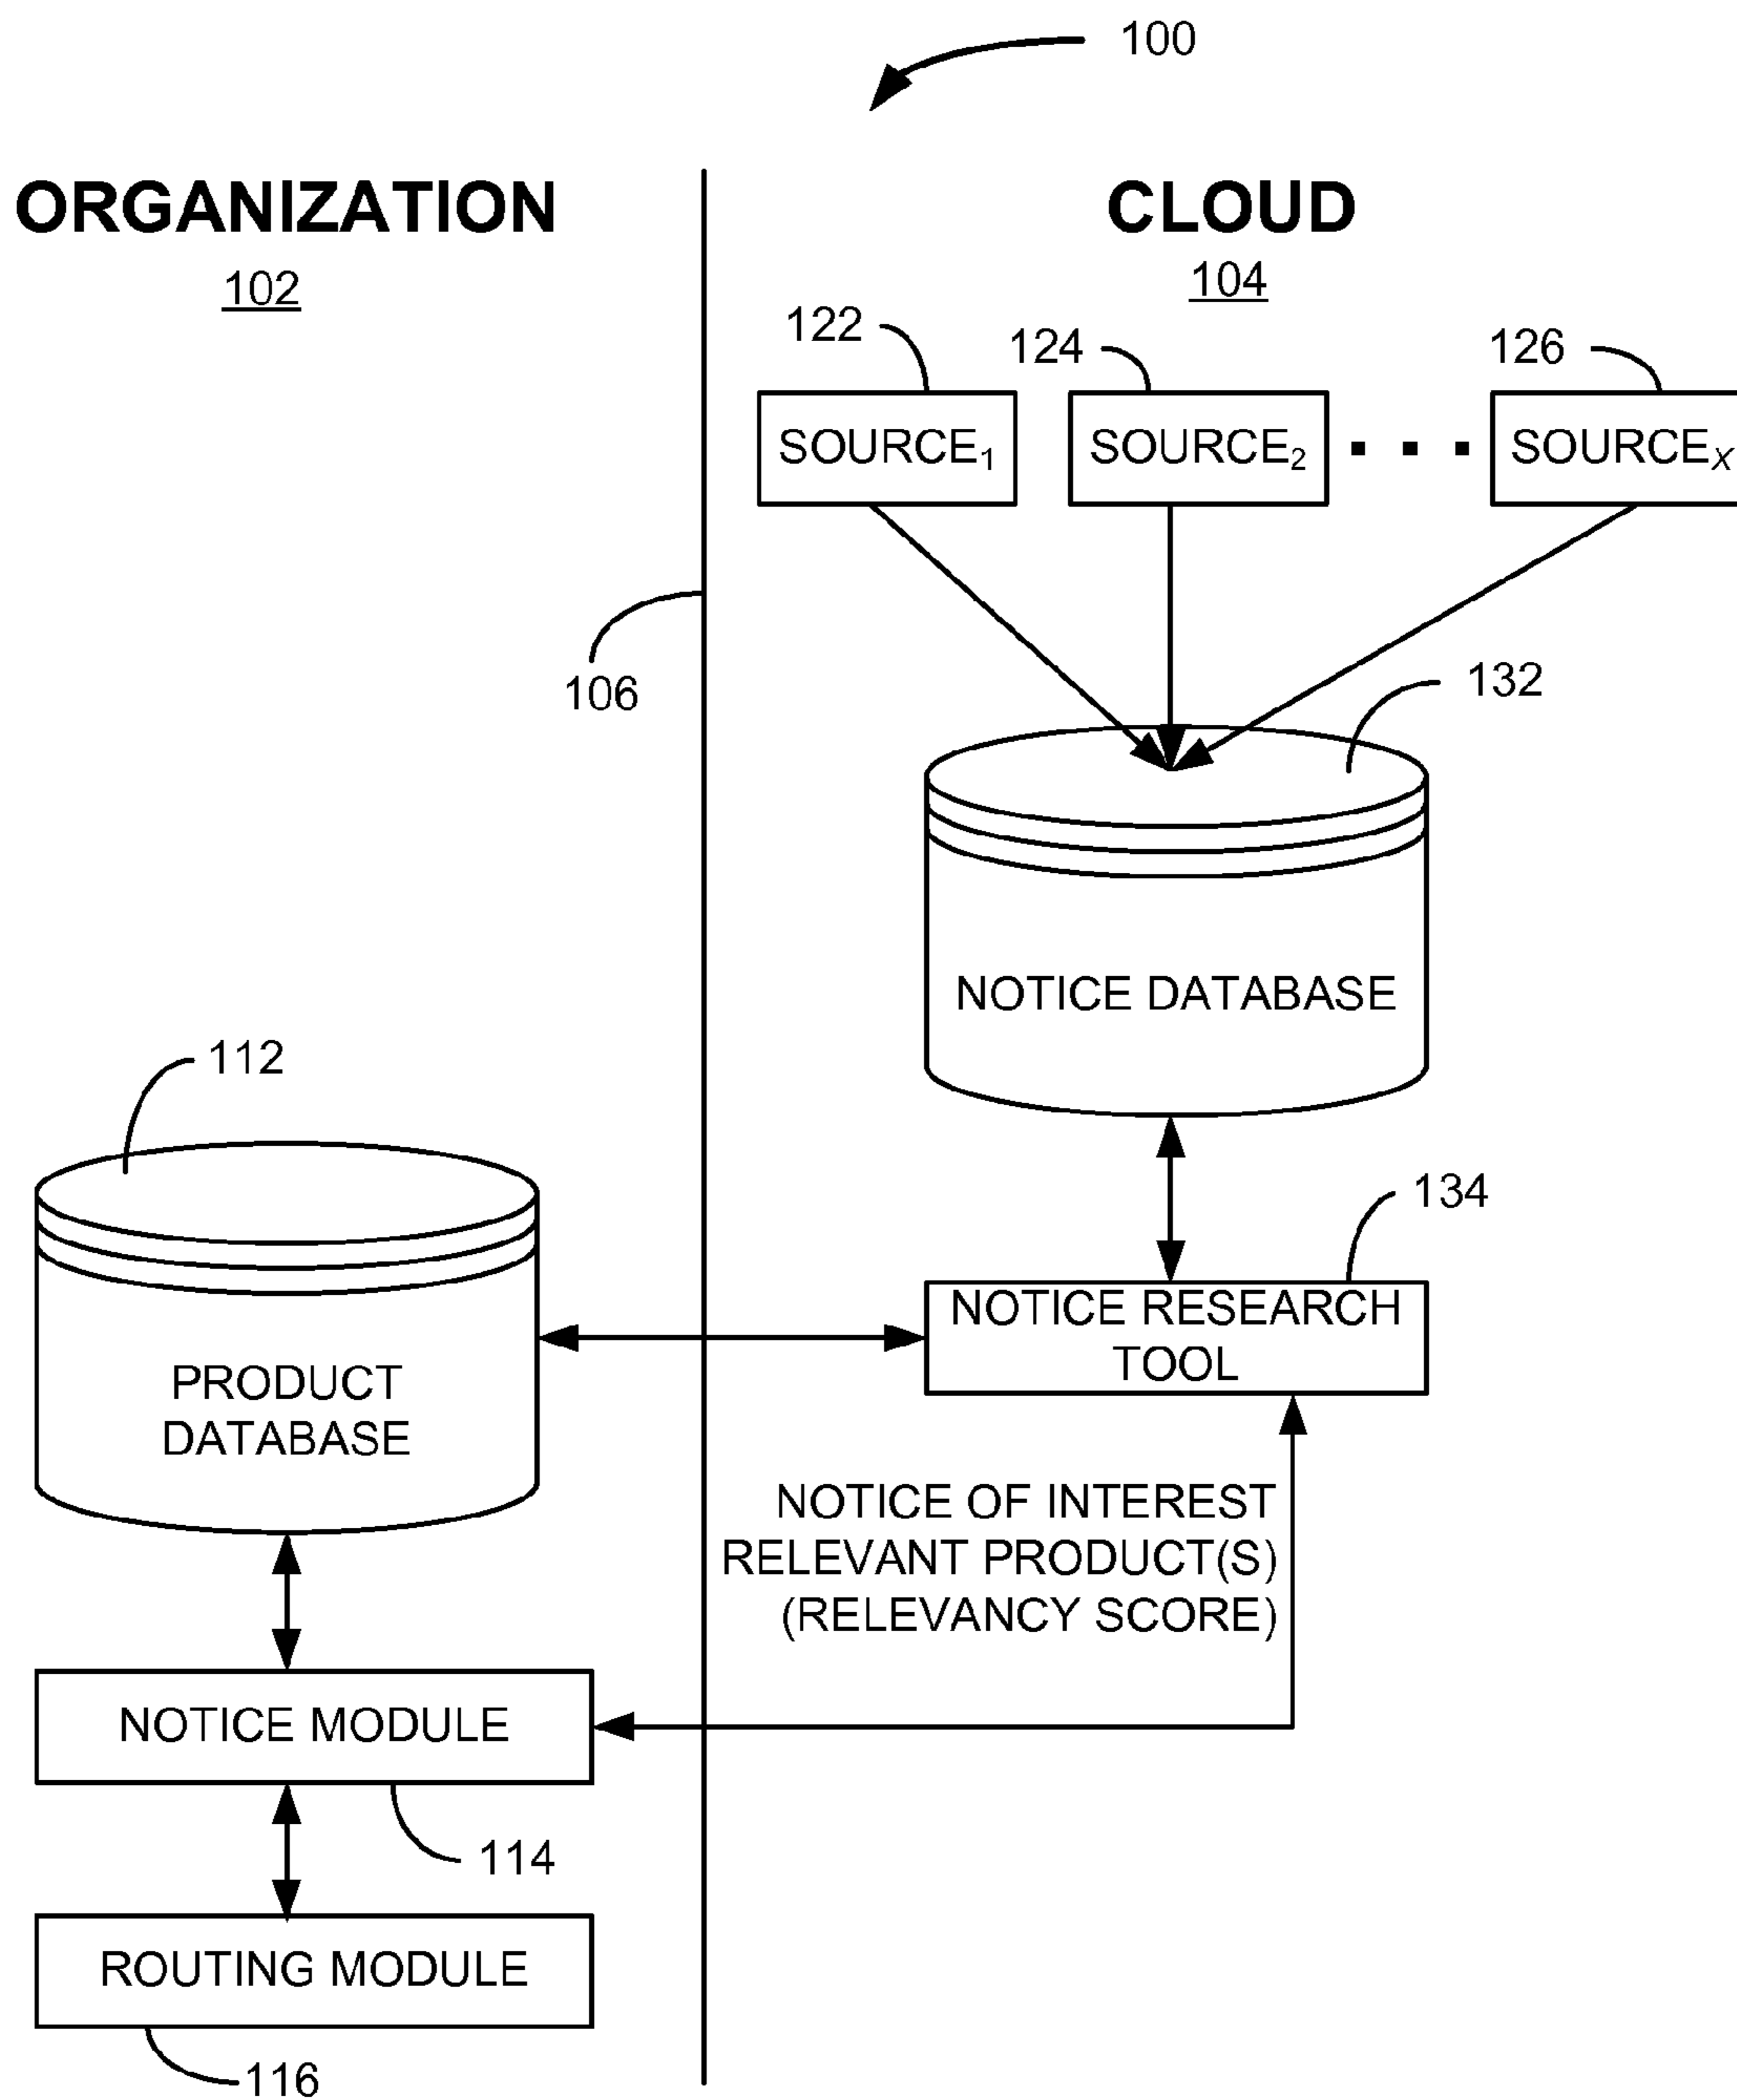 100
ORGANIZATION
102
CLOUD
104
122
124
126
SOURCE1
SOURCE2
SOURCEX
106
132
NOTICE DATABASE
112
134
NOTICE RESEARCH
TOOL
PRODUCT
DATABASE
NOTICE OF INTEREST
RELEVANT PRODUCT(S)
(RELEVANCY SCORE)
NOTICE MODULE
114
ROUTING MODULE
116